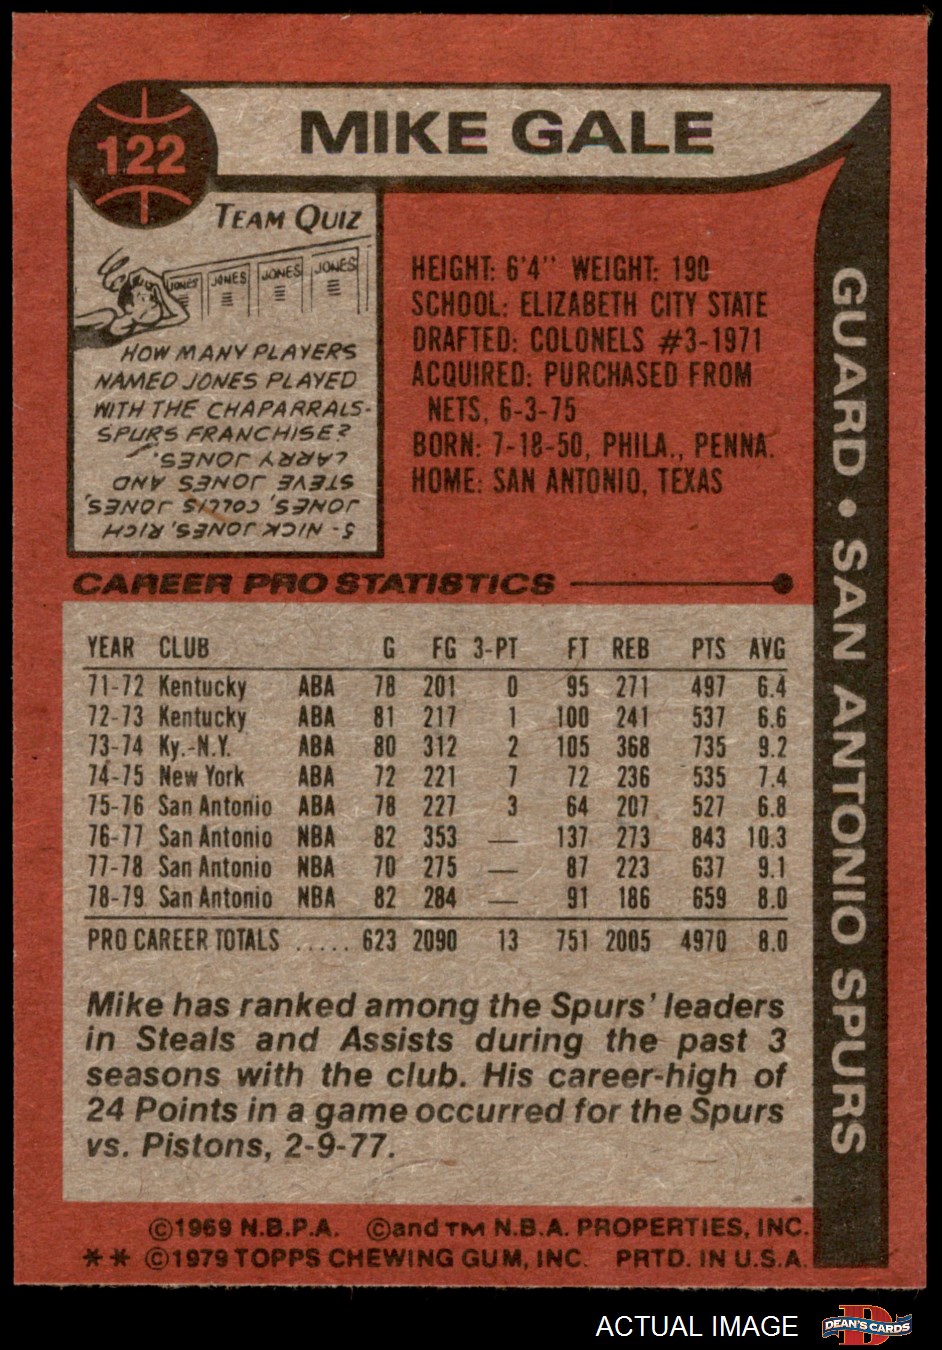 122
MIKE GALE
TEAM QUIZ
JONES JONES JONES JONES
HOW MANY PLAYERS
NAMED JONES PLAYED
WITH THE CHAPARRALS-
SPURS FRANCHISE?
5- NICK JONES, RICH
JONES, COLLIS JONES,
STEVE JONES AND
LARRY JONES.
HEIGHT: 6'4" WEIGHT: 190
SCHOOL: ELIZABETH CITY STATE
DRAFTED: COLONELS #3-1971
ACQUIRED: PURCHASED FROM
NETS, 6-3-75
BORN: 7-18-50, PHILA., PENNA.
HOME: SAN ANTONIO, TEXAS
GUARD • SAN ANTONIO SPURS
CAREER PRO STATISTICS
YEAR CLUB G FG 3-PT FT REB PTS AVG
71-72 Kentucky ABA 78 201 0 95 271 497 6.4
72-73 Kentucky ABA 81 217 1 100 241 537 6.6
73-74 Ky.-N.Y. ABA 80 312 2 105 368 735 9.2
74-75 New York ABA 72 221 7 72 236 535 7.4
75-76 San Antonio ABA 78 227 3 64 207 527 6.8
76-77 San Antonio NBA 82 353 — 137 273 843 10.3
77-78 San Antonio NBA 70 275 — 87 223 637 9.1
78-79 San Antonio NBA 82 284 — 91 186 659 8.0
PRO CAREER TOTALS ..... 623 2090 13 751 2005 4970 8.0
Mike has ranked among the Spurs' leaders
in Steals and Assists during the past 3
seasons with the club. His career-high of
24 Points in a game occurred for the Spurs
vs. Pistons, 2-9-77.
©1969 N.B.P.A. ©and TM N.B.A. PROPERTIES, INC.
** ©1979 TOPPS CHEWING GUM, INC. PRTD. IN U.S.A.
ACTUAL IMAGE
D
DEAN'S CARDS